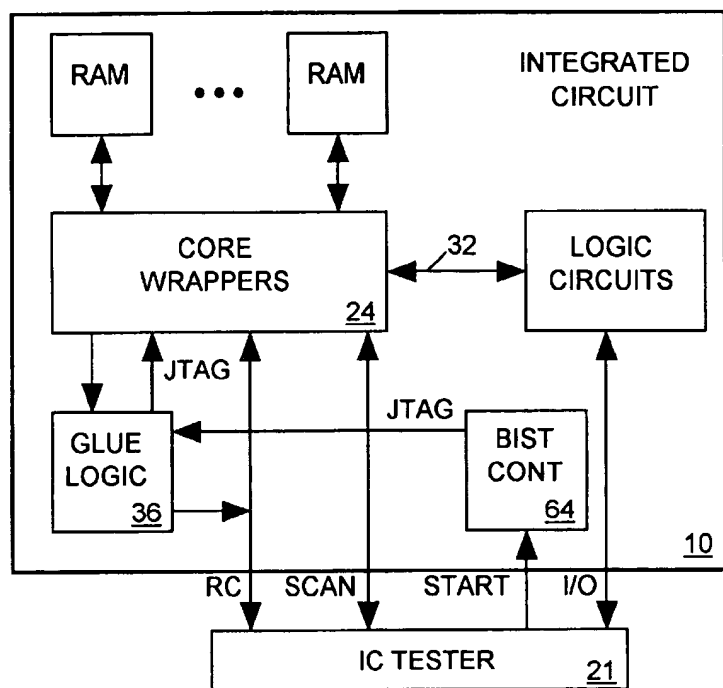 RAM
RAM
INTEGRATED
CIRCUIT
CORE
WRAPPERS
24
32
LOGIC
CIRCUITS
JTAG
JTAG
GLUE
LOGIC
36
BIST
CONT
64
10
RC
SCAN
START
I/O
IC TESTER
21